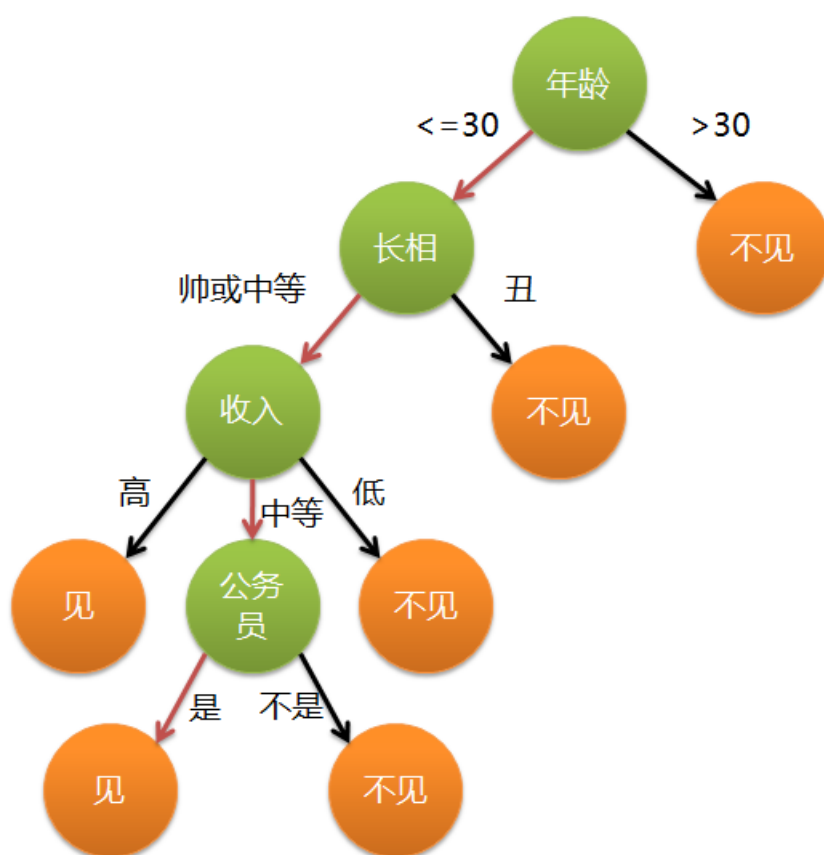 年龄
<=30
>30
长相
不见
帅或中等
丑
收入
不见
高
中等
低
见
公务
员
不见
是
不是
见
不见